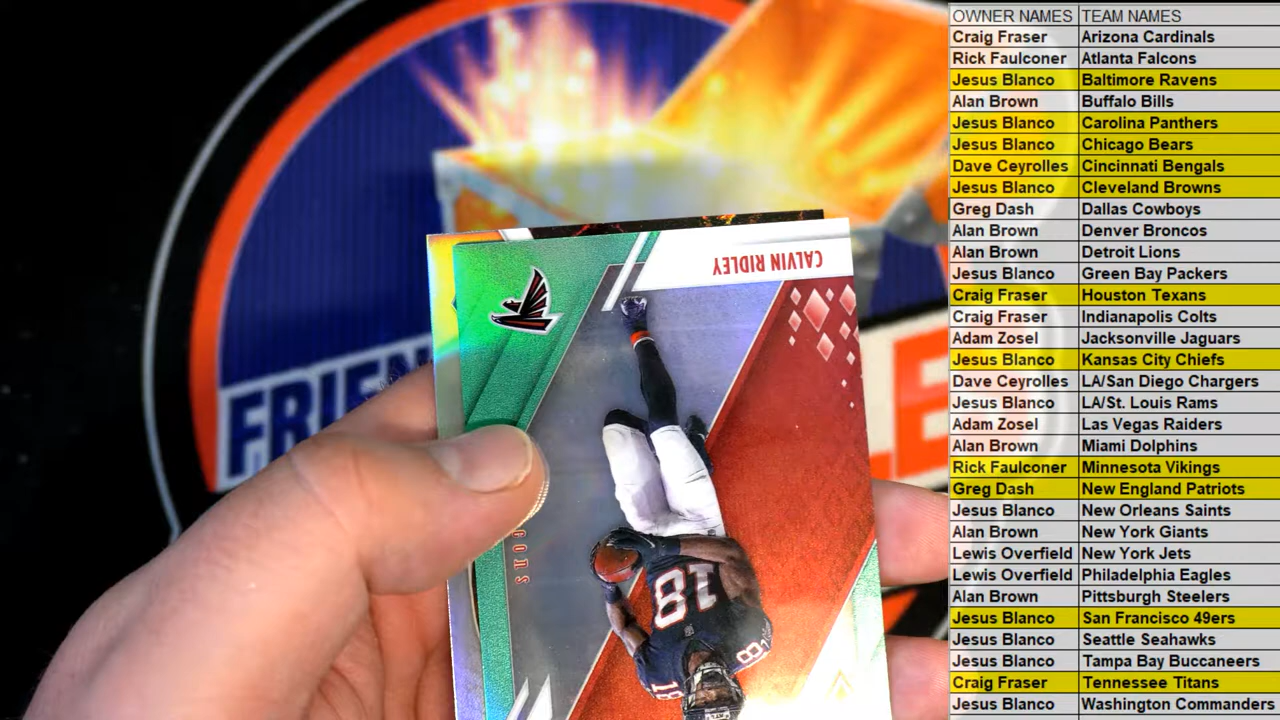 OWNER NAMES TEAM NAMES
Craig Fraser Arizona Cardinals
Rick Faulconer Atlanta Falcons
Jesus Blanco Baltimore Ravens
Alan Brown Buffalo Bills
Jesus Blanco Carolina Panthers
Jesus Blanco Chicago Bears
Dave Ceyrolles Cincinnati Bengals
Jesus Blanco Cleveland Browns
Greg Dash Dallas Cowboys
Alan Brown Denver Broncos
Alan Brown Detroit Lions
Jesus Blanco Green Bay Packers
Craig Fraser Houston Texans
Craig Fraser Indianapolis Colts
Adam Zosel Jacksonville Jaguars
Jesus Blanco Kansas City Chiefs
Dave Ceyrolles LA/San Diego Chargers
Jesus Blanco LA/St. Louis Rams
Adam Zosel Las Vegas Raiders
Alan Brown Miami Dolphins
Rick Faulconer Minnesota Vikings
Greg Dash New England Patriots
Jesus Blanco New Orleans Saints
Alan Brown New York Giants
Lewis Overfield New York Jets
Lewis Overfield Philadelphia Eagles
Alan Brown Pittsburgh Steelers
Jesus Blanco San Francisco 49ers
Jesus Blanco Seattle Seahawks
Jesus Blanco Tampa Bay Buccaneers
Craig Fraser Tennessee Titans
Jesus Blanco Washington Commanders
CALVIN RIDLEY
18
18
18